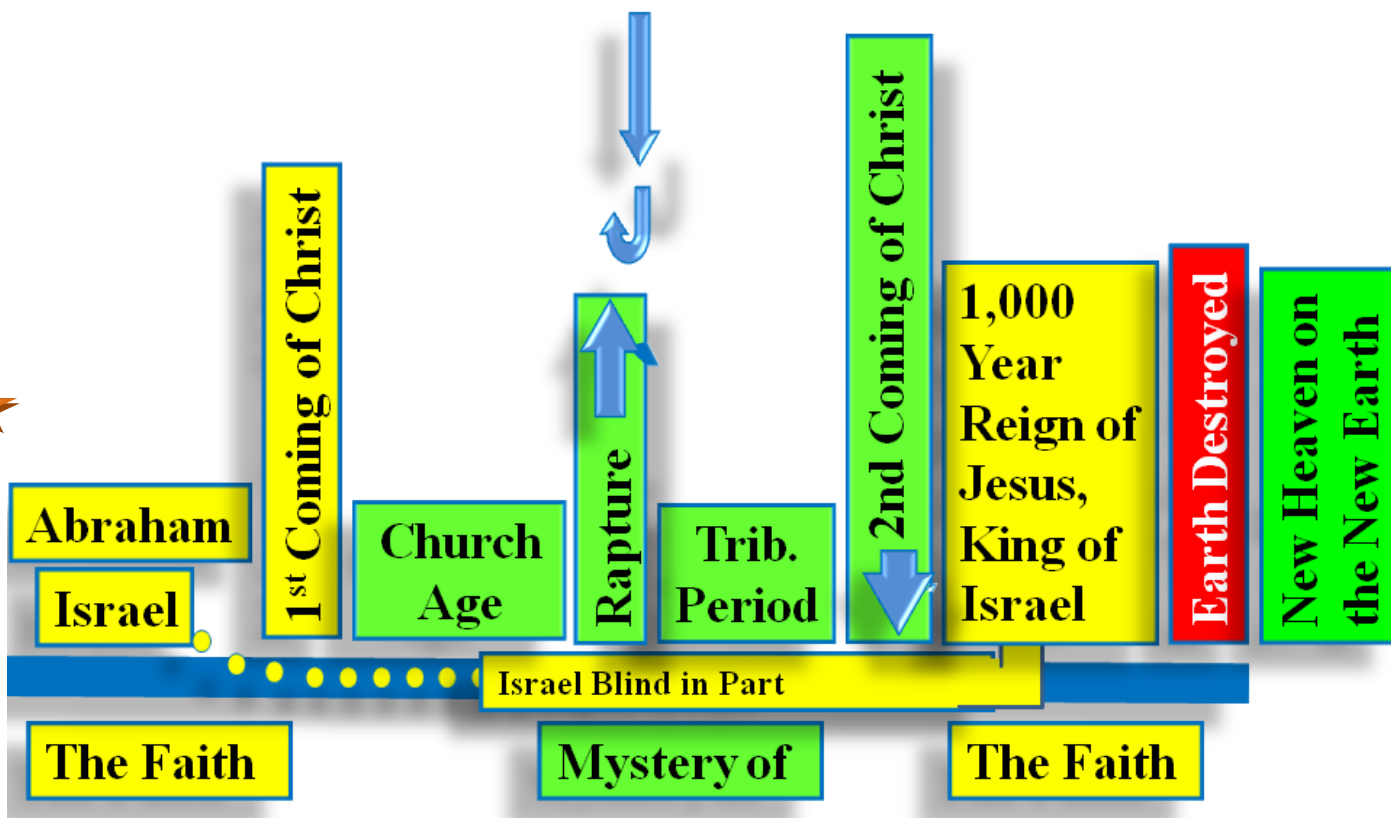 Abraham
Israel
1st Coming of Christ
Church
Age
Rapture
Trib.
Period
2nd Coming of Christ
1,000
Year
Reign of
Jesus,
King of
Israel
Earth Destroyed
New Heaven on
the New Earth
Israel Blind in Part
The Faith
Mystery of
The Faith